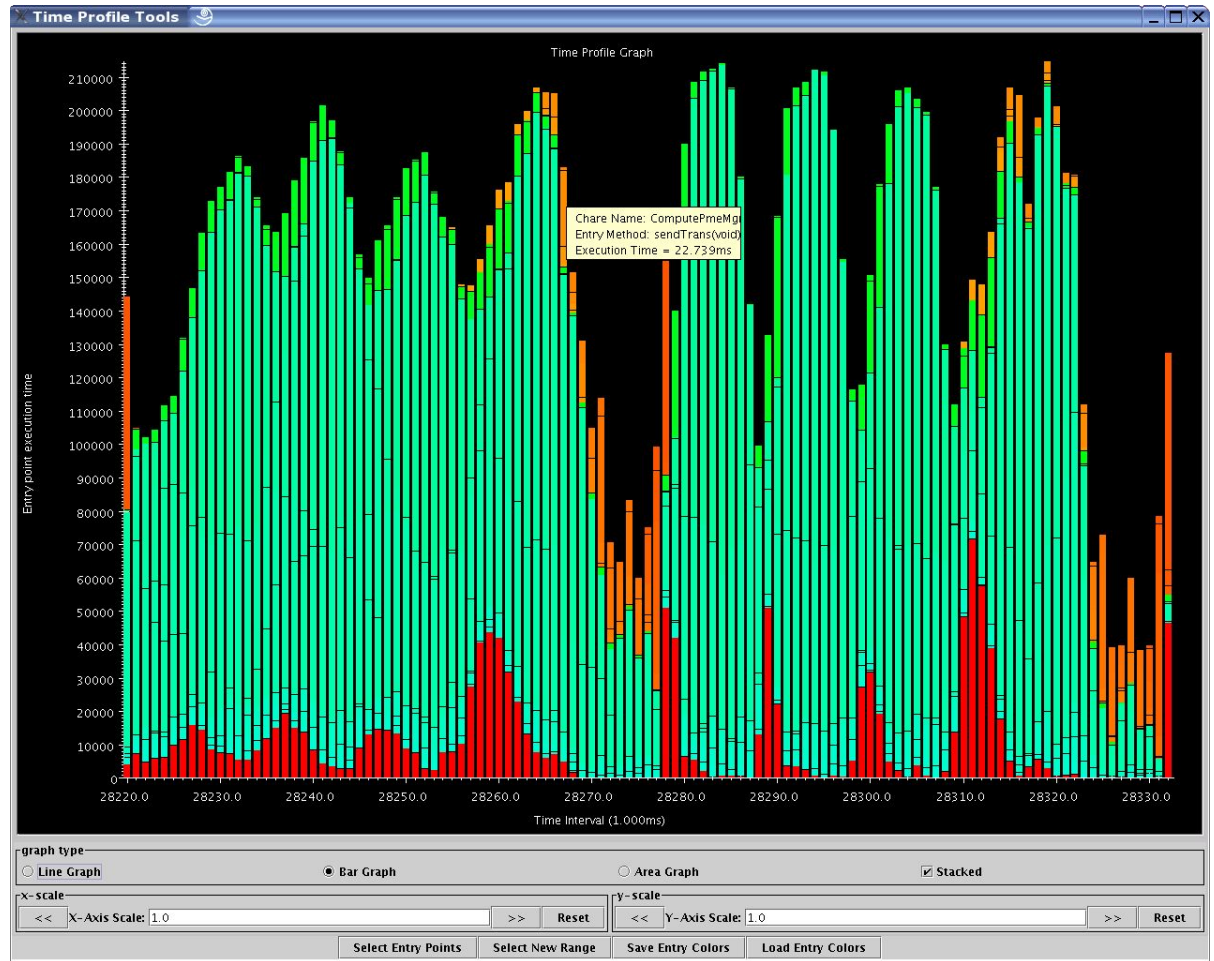 Time Profile Tools
Time Profile Graph
210000
200000
190000
180000
170000
160000
150000
140000
130000
120000
110000
100000
90000
80000
70000
60000
50000
40000
30000
20000
10000
0
Entry point execution time
Chare Name: ComputePmeMgr
Entry Method: sendTrans(void)
Execution Time = 22.739ms
28220.0 28230.0 28240.0 28250.0 28260.0 28270.0 28280.0 28290.0 28300.0 28310.0 28320.0 28330.0
Time Interval (1.000ms)
graph type
Line Graph Bar Graph Area Graph Stacked
x-scale y-scale
<< X-Axis Scale: 1.0 >> Reset << Y-Axis Scale: 1.0 >> Reset
Select Entry Points Select New Range Save Entry Colors Load Entry Colors